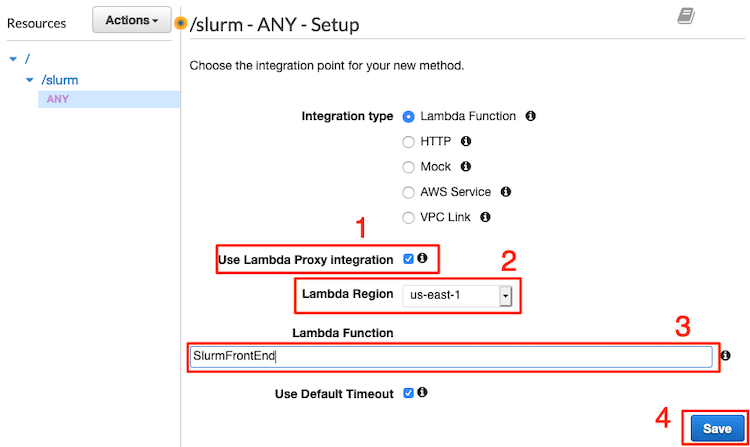 Resources
Actions
/slurm - ANY - Setup
/
/slurm
ANY
Choose the integration point for your new method.
Integration type
Lambda Function
HTTP
Mock
AWS Service
VPC Link
1
Use Lambda Proxy integration
2
Lambda Region us-east-1
Lambda Function
3
SlurmFrontEnd
Use Default Timeout
4
Save